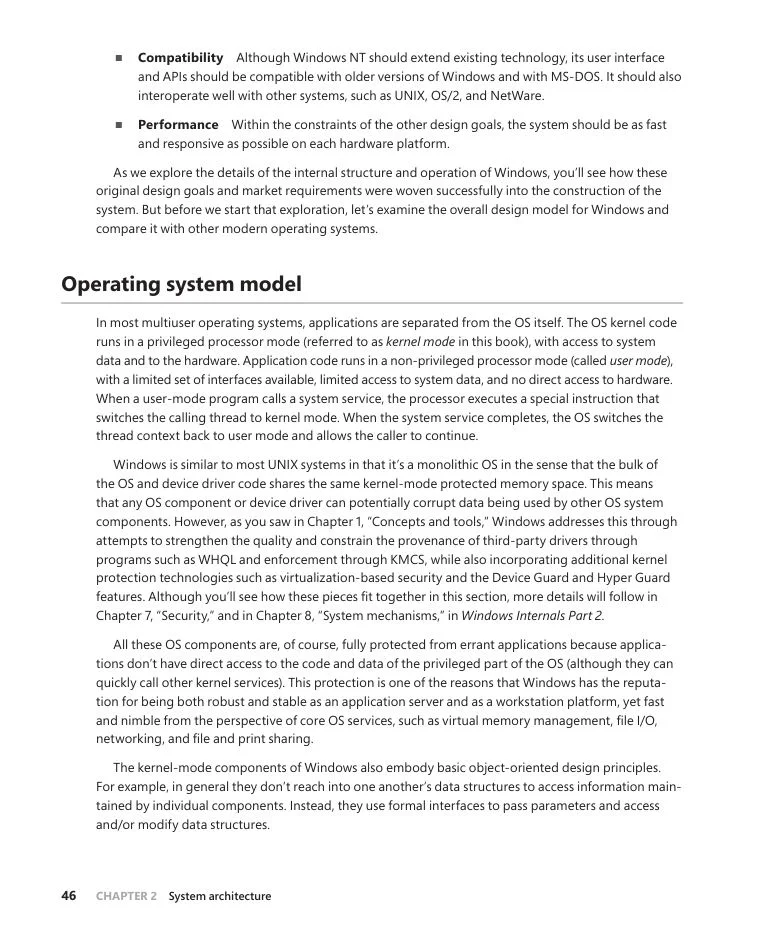 ■ Compatibility Although Windows NT should extend existing technology, its user interface
and APIs should be compatible with older versions of Windows and with MS-DOS. It should also
interoperate well with other systems, such as UNIX, OS/2, and NetWare.
■ Performance Within the constraints of the other design goals, the system should be as fast
and responsive as possible on each hardware platform.
As we explore the details of the internal structure and operation of Windows, you’ll see how these
original design goals and market requirements were woven successfully into the construction of the
system. But before we start that exploration, let’s examine the overall design model for Windows and
compare it with other modern operating systems.
Operating system model
In most multiuser operating systems, applications are separated from the OS itself. The OS kernel code
runs in a privileged processor mode (referred to as kernel mode in this book), with access to system
data and to the hardware. Application code runs in a non-privileged processor mode (called user mode),
with a limited set of interfaces available, limited access to system data, and no direct access to hardware.
When a user-mode program calls a system service, the processor executes a special instruction that
switches the calling thread to kernel mode. When the system service completes, the OS switches the
thread context back to user mode and allows the caller to continue.
Windows is similar to most UNIX systems in that it’s a monolithic OS in the sense that the bulk of
the OS and device driver code shares the same kernel-mode protected memory space. This means
that any OS component or device driver can potentially corrupt data being used by other OS system
components. However, as you saw in Chapter 1, “Concepts and tools,” Windows addresses this through
attempts to strengthen the quality and constrain the provenance of third-party drivers through
programs such as WHQL and enforcement through KMCS, while also incorporating additional kernel
protection technologies such as virtualization-based security and the Device Guard and Hyper Guard
features. Although you’ll see how these pieces fit together in this section, more details will follow in
Chapter 7, “Security,” and in Chapter 8, “System mechanisms,” in Windows Internals Part 2.
All these OS components are, of course, fully protected from errant applications because applica-
tions don’t have direct access to the code and data of the privileged part of the OS (although they can
quickly call other kernel services). This protection is one of the reasons that Windows has the reputa-
tion for being both robust and stable as an application server and as a workstation platform, yet fast
and nimble from the perspective of core OS services, such as virtual memory management, file I/O,
networking, and file and print sharing.
The kernel-mode components of Windows also embody basic object-oriented design principles.
For example, in general they don’t reach into one another’s data structures to access information main-
tained by individual components. Instead, they use formal interfaces to pass parameters and access
and/or modify data structures.
46 CHAPTER 2 System architecture